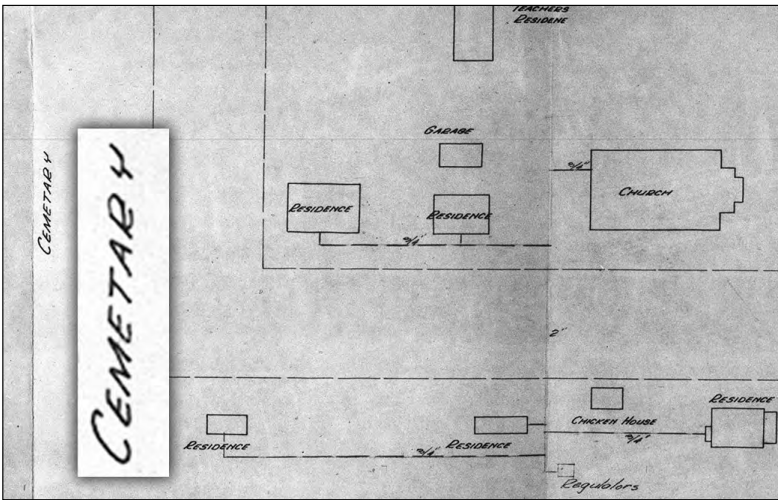 TEACHERS
RESIDENE
GARAGE
3/4"
CHURCH
RESIDENCE
RESIDENCE
3/4"
CEMETARY
CEMETARY
2"
RESIDENCE
CHICKEN HOUSE
RESIDENCE
RESIDENCE
3/4"
3/4"
Regulators